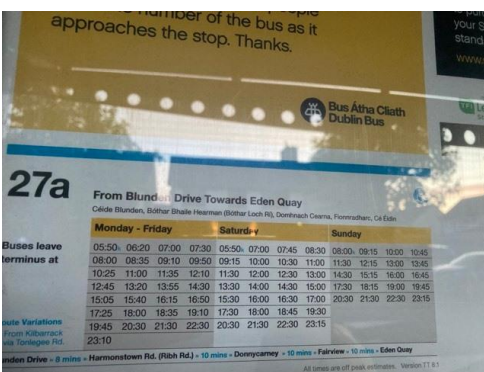 number of the bus as it
approaches the stop. Thanks.
your S
stand
www.
Bus Átha Cliath
Dublin Bus
27a
From Blunden Drive Towards Eden Quay
Céide Blunden, Bóthar Bhaile Hearman (Bóthar Loch Rí), Domhnach Cearna, Fionnradharc, Cé Eidin
Buses leave
terminus at
Monday - Friday
05:50 06:20 07:00 07:30
08:00 08:35 09:10 09:50
10:25 11:00 11:35 12:10
12:45 13:20 13:55 14:30
15:05 15:40 16:15 16:50
17:25 18:00 18:35 19:10
19:45 20:30 21:30 22:30
23:10
Saturday
05:50 07:00 07:45 08:30
09:15 10:00 10:30 11:00
11:30 12:00 12:30 13:00
13:30 14:00 14:30 15:00
15:30 16:00 16:30 17:00
17:30 18:00 18:45 19:30
20:30 21:30 22:30 23:15
Sunday
08:00 09:15 10:00 10:45
11:30 12:15 13:00 13:45
14:30 15:15 16:00 16:45
17:30 18:15 19:00 19:45
20:30 21:30 22:30 23:15
oute Variations
From Kilbarrack
via Tonlegee Rd.
nden Drive - 8 mins - Harmonstown Rd. (Ribh Rd.) - 10 mins - Donnycarney - 10 mins - Fairview - 10 mins - Eden Quay
All times are off peak estimates. Version TT 8.1